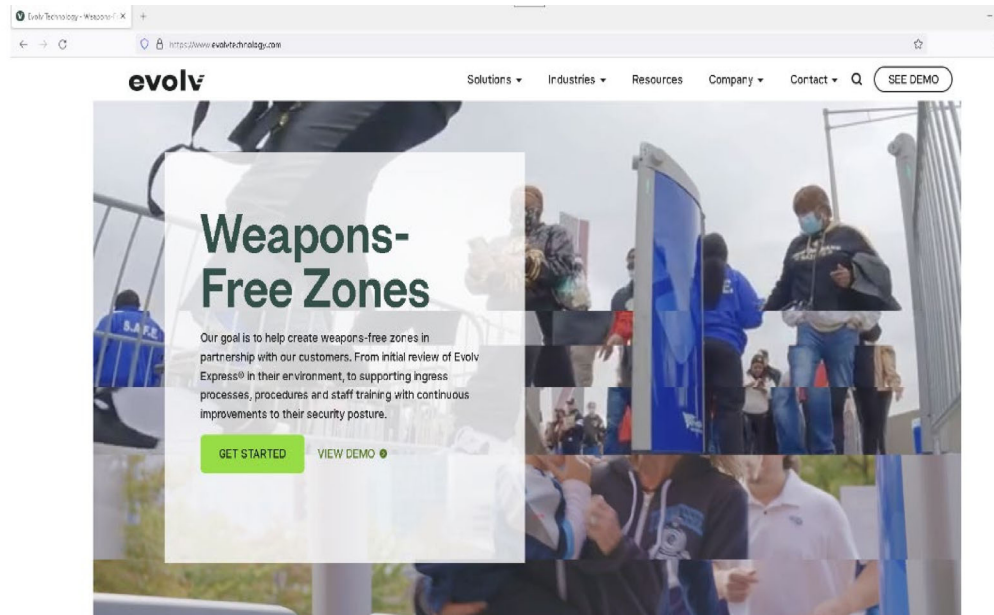 Evolv Technology - Weapons-F
https://www.evolvtechnology.com
evolv
Solutions
Industries
Resources
Company
Contact
SEE DEMO
Weapons-
Free Zones
Our goal is to help create weapons-free zones in
partnership with our customers. From initial review of Evolv
Express® in their environment, to supporting ingress
processes, procedures and staff training with continuous
improvements to their security posture.
GET STARTED
VIEW DEMO
S.A.F.E.